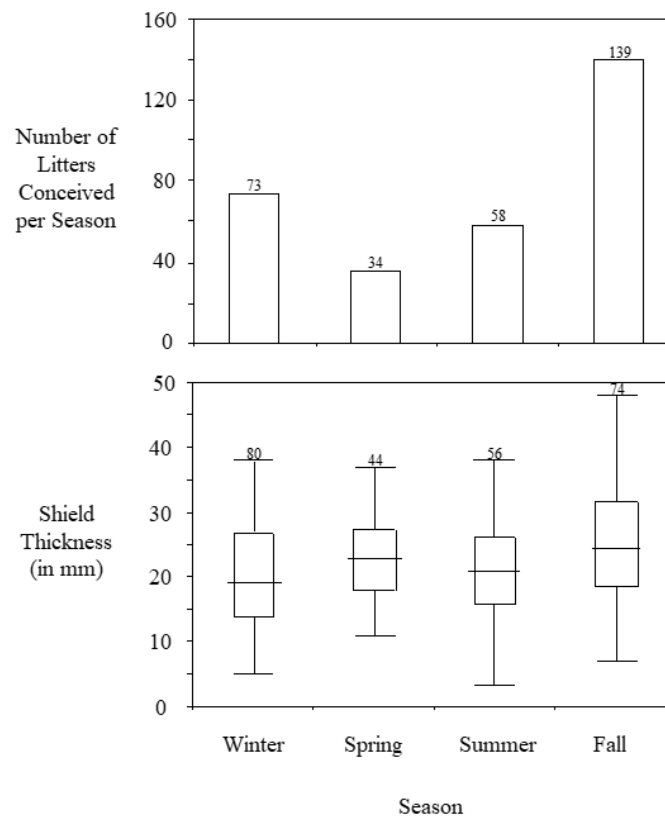 160
139
120
Number of
Litters
Conceived
per Season
80
73
58
40
34
0
50
74
40
80
44
56
30
Shield
Thickness
(in mm)
20
10
0
Winter Spring Summer Fall
Season